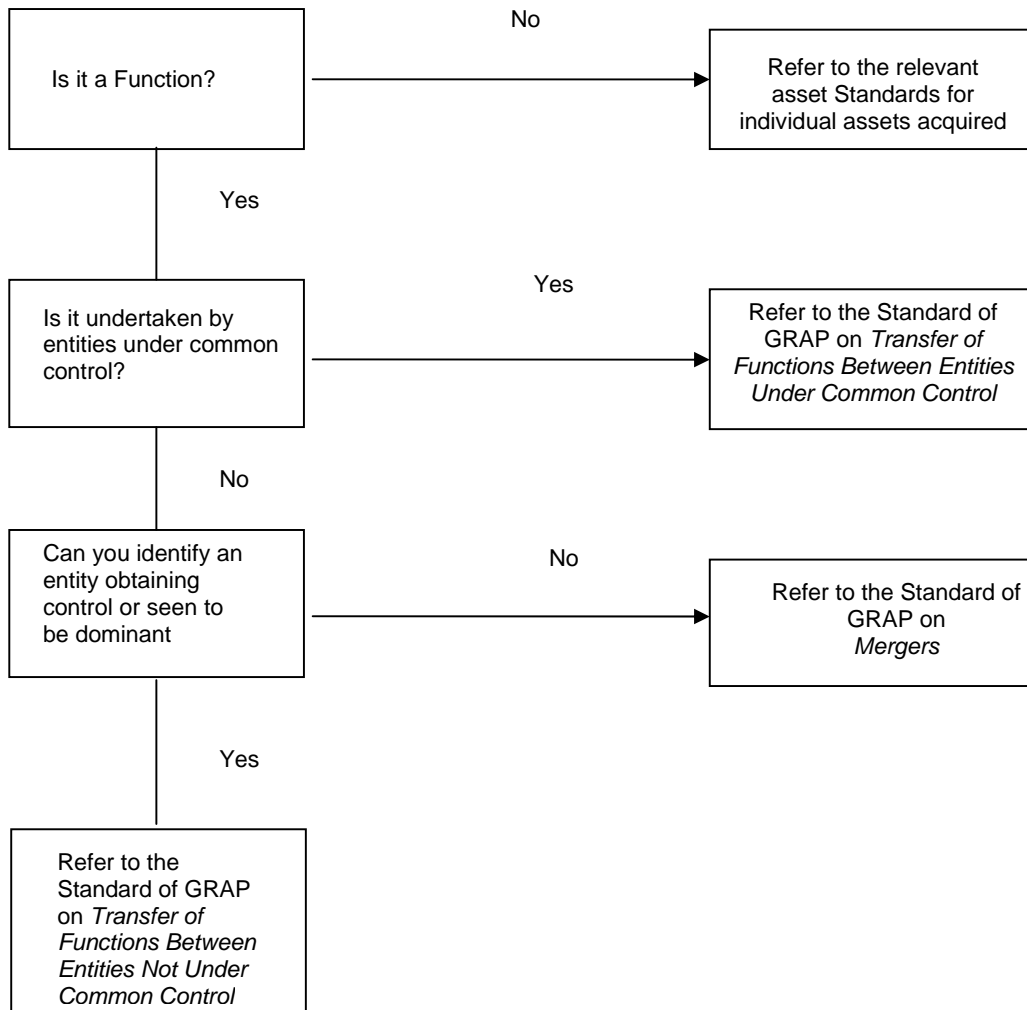 No
Is it a Function?
Refer to the relevant
asset Standards for
individual assets acquired
Yes
Is it undertaken by
entities under common
control?
Yes
Refer to the Standard of
GRAP on Transfer of
Functions Between Entities
Under Common Control
No
Can you identify an
entity obtaining
control or seen to
be dominant
No
Refer to the Standard of
GRAP on
Mergers
Yes
Refer to the
Standard of GRAP
on Transfer of
Functions Between
Entities Not Under
Common Control